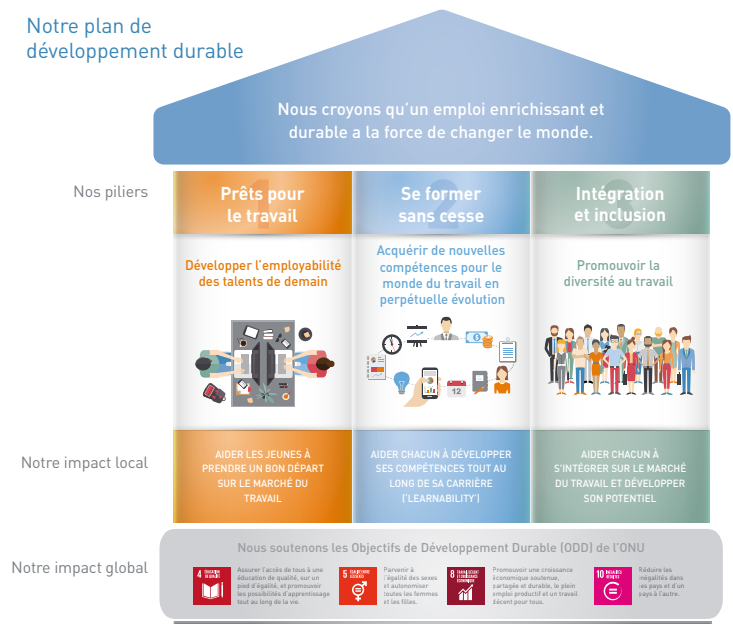 Notre plan de
développement durable
Nous croyons qu'un emploi enrichissant et
durable a la force de changer le monde.
Nos piliers
1
Prêts pour
le travail
2
Se former
sans cesse
3
Intégration
et inclusion
Développer l'employabilité
des talents de demain
Acquérir de nouvelles
compétences pour le
monde du travail en
perpétuelle évolution
Promouvoir la
diversité au travail
12
Notre impact local
AIDER LES JEUNES À
PRENDRE UN BON DÉPART
SUR LE MARCHÉ DU
TRAVAIL
AIDER CHACUN À DÉVELOPPER
SES COMPÉTENCES TOUT AU
LONG DE SA CARRIÈRE
('LEARNABILITY')
AIDER CHACUN À
S'INTÉGRER SUR LE MARCHÉ
DU TRAVAIL ET DÉVELOPPER
SON POTENTIEL
Notre impact global
Nous soutenons les Objectifs de Développement Durable (ODD) de l'ONU
4
Assurer l'accès de tous à une
éducation de qualité, sur un
pied d'égalité, et promouvoir
les possibilités d'apprentissage
tout au long de la vie.
5
Parvenir à
l'égalité des sexes
et autonomiser
toutes les femmes
et les filles.
8
Promouvoir une croissance
économique soutenue,
partagée et durable, le plein
emploi productif et un travail
décent pour tous.
10
Réduire les
inégalités dans
les pays et d'un
pays à l'autre.